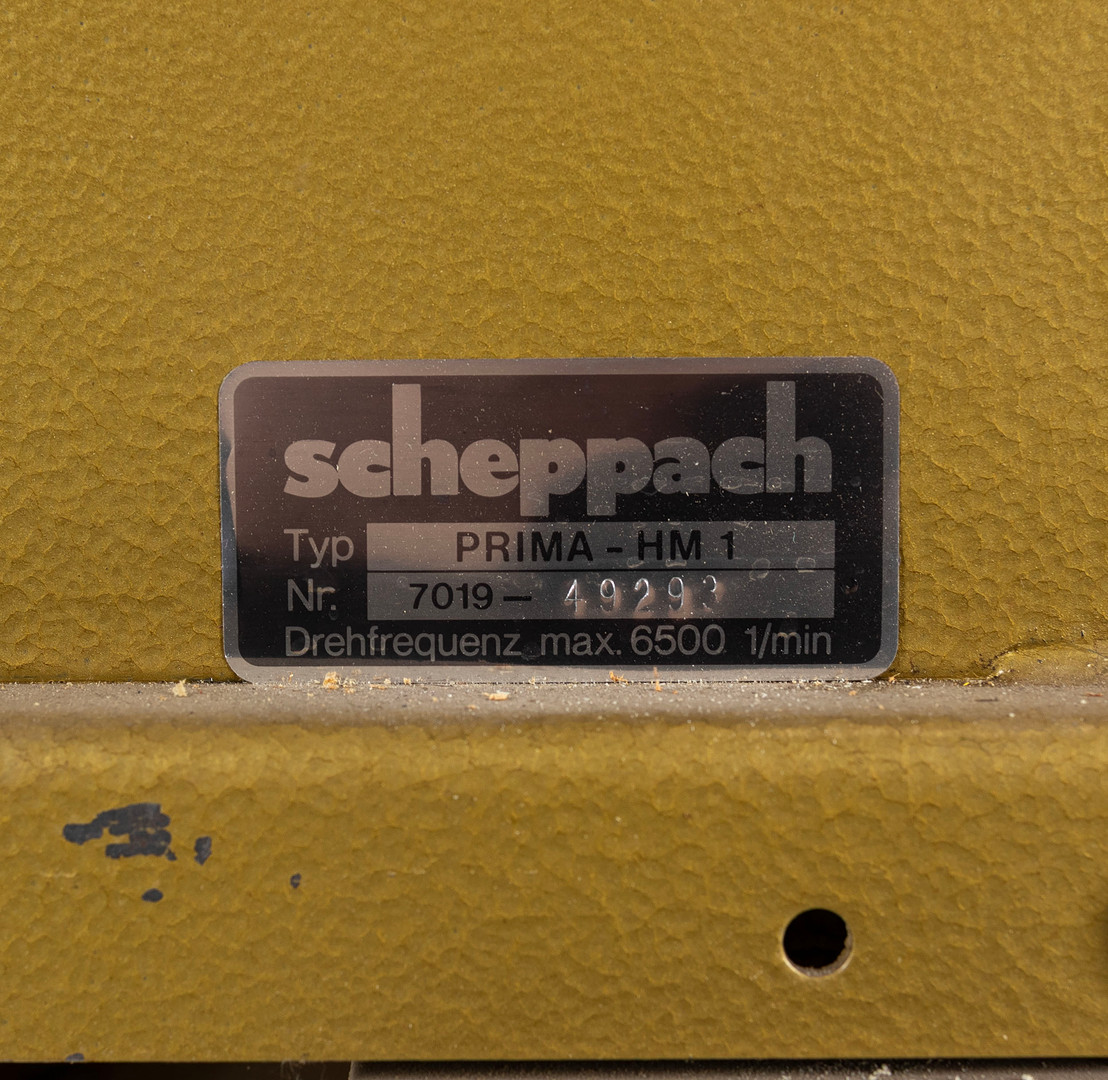 scheppach
Typ PRIMA - HM 1
Nr. 7019 - 49293
Drehfrequenz max. 6500 1/min